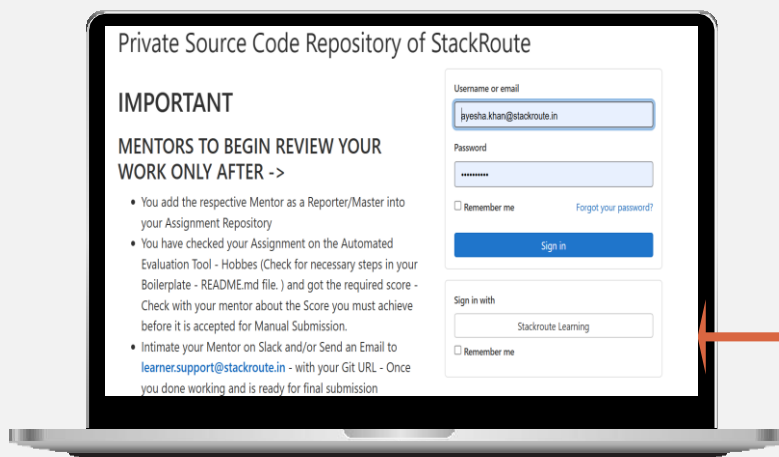 Private Source Code Repository of StackRoute
IMPORTANT
MENTORS TO BEGIN REVIEW YOUR
WORK ONLY AFTER ->
• You add the respective Mentor as a Reporter/Master into
your Assignment Repository
• You have checked your Assignment on the Automated
Evaluation Tool - Hobbes (Check for necessary steps in your
Boilerplate - README.md file. ) and got the required score -
Check with your mentor about the Score you must achieve
before it is accepted for Manual Submission.
• Intimate your Mentor on Slack and/or Send an Email to
learner.support@stackroute.in - with your Git URL - Once
you done working and is ready for final submission
Username or email
ayesha.khan@stackroute.in
Password
Remember me
Forgot your password?
Sign in
Sign in with
Stackroute Learning
Remember me